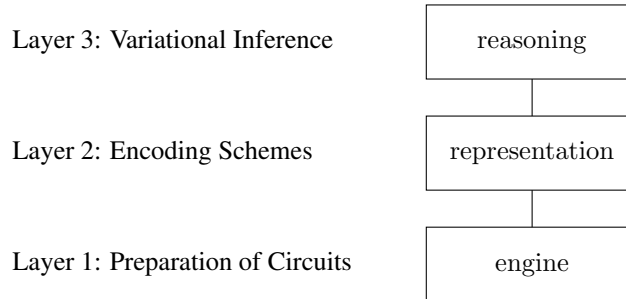 Layer 3: Variational Inference reasoning
Layer 2: Encoding Schemes representation
Layer 1: Preparation of Circuits engine